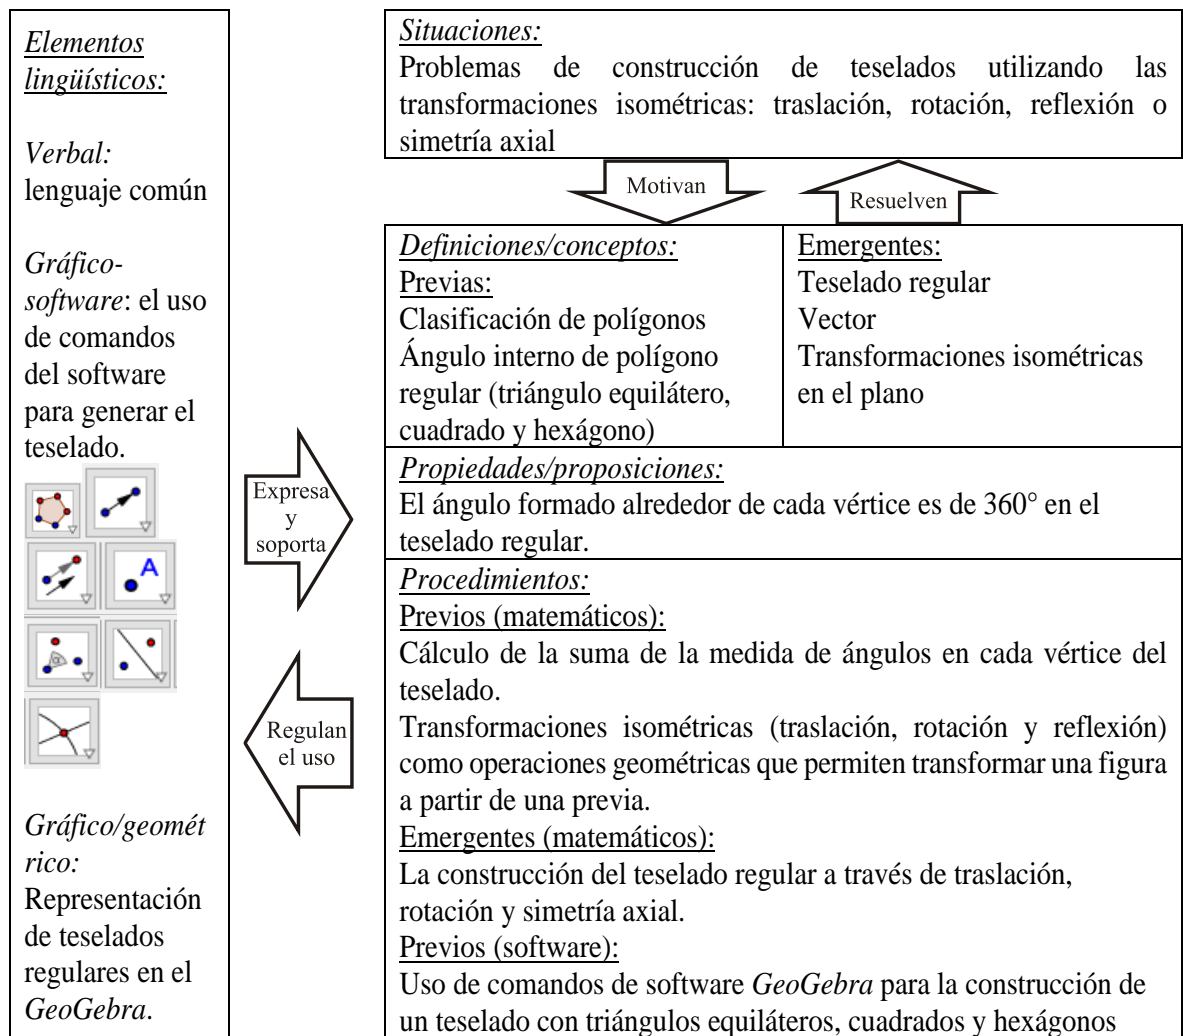 Elementos
lingüísticos:
Verbal:
lenguaje común
Gráfico-
software: el uso
de comandos
del software
para generar el
teselado.
A
α
Gráfico/geomét
rico:
Representación
de teselados
regulares en el
GeoGebra.
Expresa
y
soporta
Regulan
el uso
Situaciones:
Problemas de construcción de teselados utilizando las
transformaciones isométricas: traslación, rotación, reflexión o
simetría axial
Motivan
Resuelven
Definiciones/conceptos:
Previas:
Clasificación de polígonos
Ángulo interno de polígono
regular (triángulo equilátero,
cuadrado y hexágono)
Emergentes:
Teselado regular
Vector
Transformaciones isométricas
en el plano
Propiedades/proposiciones:
El ángulo formado alrededor de cada vértice es de 360° en el
teselado regular.
Procedimientos:
Previos (matemáticos):
Cálculo de la suma de la medida de ángulos en cada vértice del
teselado.
Transformaciones isométricas (traslación, rotación y reflexión)
como operaciones geométricas que permiten transformar una figura
a partir de una previa.
Emergentes (matemáticos):
La construcción del teselado regular a través de traslación,
rotación y simetría axial.
Previos (software):
Uso de comandos de software GeoGebra para la construcción de
un teselado con triángulos equiláteros, cuadrados y hexágonos